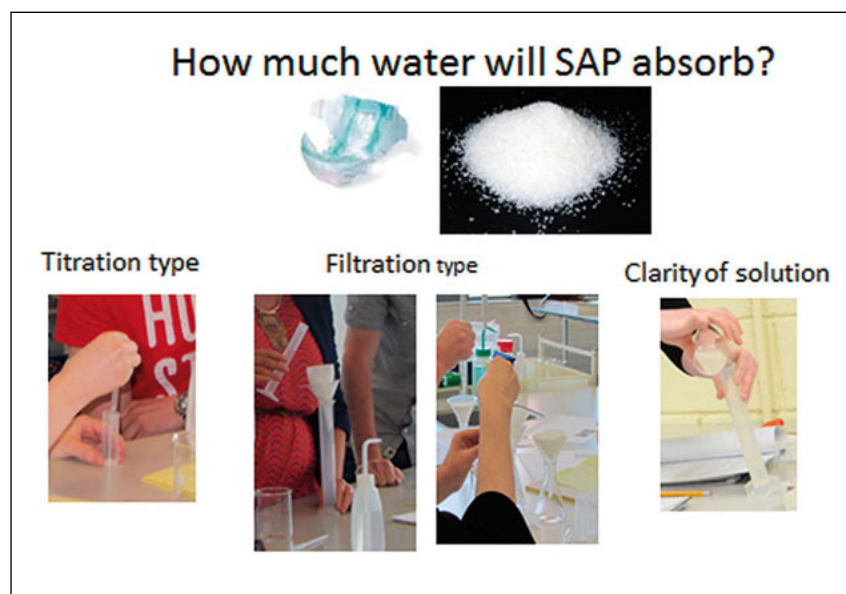 How much water will SAP absorb?
Titration type
Filtration type
Clarity of solution